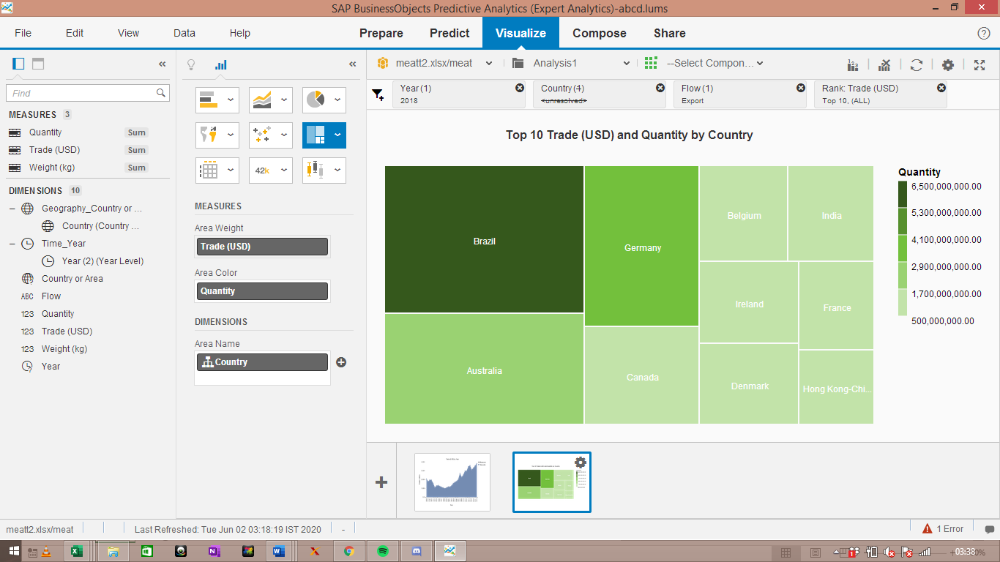 SAP BusinessObjects Predictive Analytics (Expert Analytics)-abcd.lums
File Edit View Data Help Prepare Predict Visualize Compose Share
meatt2.xlsx/meat Analysis1 --Select Compon...
Find
Year (1) Country (4) Flow (1) Rank: Trade (USD)
2018 <unresolved> Export Top 10, (ALL)
MEASURES 3
Quantity Sum
Trade (USD) Sum
Weight (kg) Sum
DIMENSIONS 10
Geography_Country or ...
Country (Country ...
Time_Year
Year (2) (Year Level)
Country or Area
ABC Flow
123 Quantity
123 Trade (USD)
123 Weight (kg)
Year
42k
MEASURES
Area Weight
Trade (USD)
Area Color
Quantity
DIMENSIONS
Area Name
Country
Top 10 Trade (USD) and Quantity by Country
Brazil
Germany
Belgium
India
Australia
Canada
Ireland
France
Denmark
Hong Kong-Chi...
Quantity
6,500,000,000.00
5,300,000,000.00
4,100,000,000.00
2,900,000,000.00
1,700,000,000.00
500,000,000.00
meatt2.xlsx/meat Last Refreshed: Tue Jun 02 03:18:19 IST 2020 - 1 Error
03:38